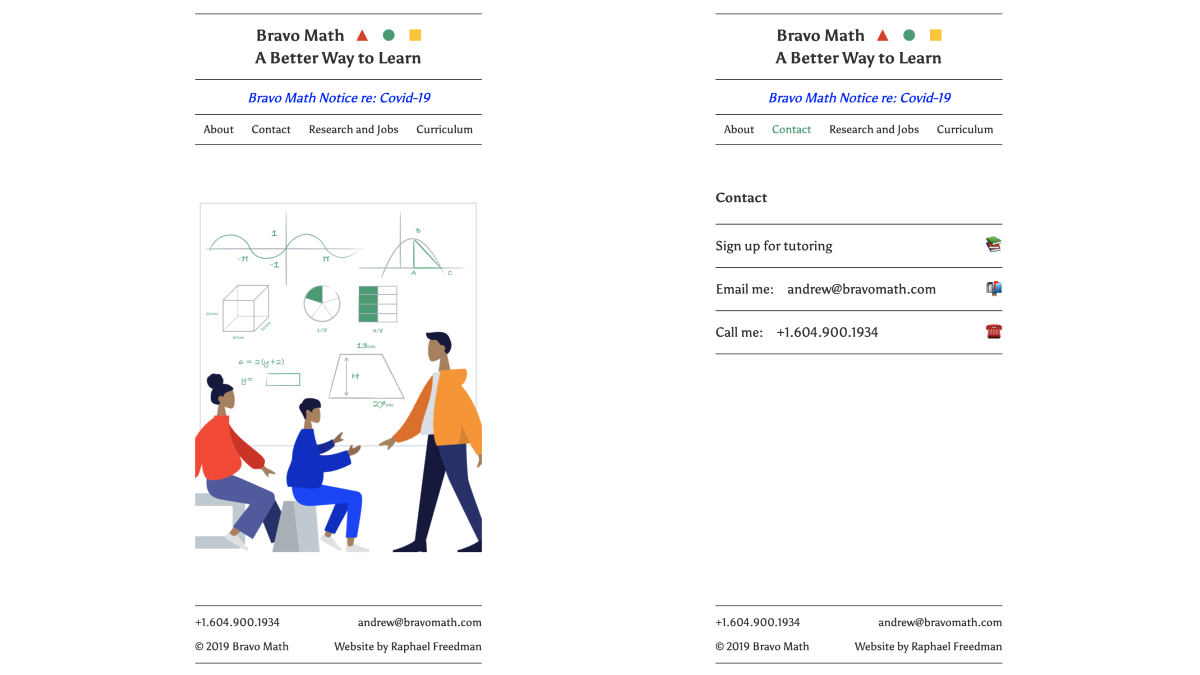 Bravo Math
A Better Way to Learn
Bravo Math Notice re: Covid-19
About Contact Research and Jobs Curriculum
1
-π
-1
π
B
A
C
1/5
4/8
13cm
6 = 2(y+2)
y=
H
27cm
+1.604.900.1934 andrew@bravomath.com
© 2019 Bravo Math Website by Raphael Freedman
Bravo Math
A Better Way to Learn
Bravo Math Notice re: Covid-19
About Contact Research and Jobs Curriculum
Contact
Sign up for tutoring
Email me: andrew@bravomath.com
Call me: +1.604.900.1934
+1.604.900.1934 andrew@bravomath.com
© 2019 Bravo Math Website by Raphael Freedman